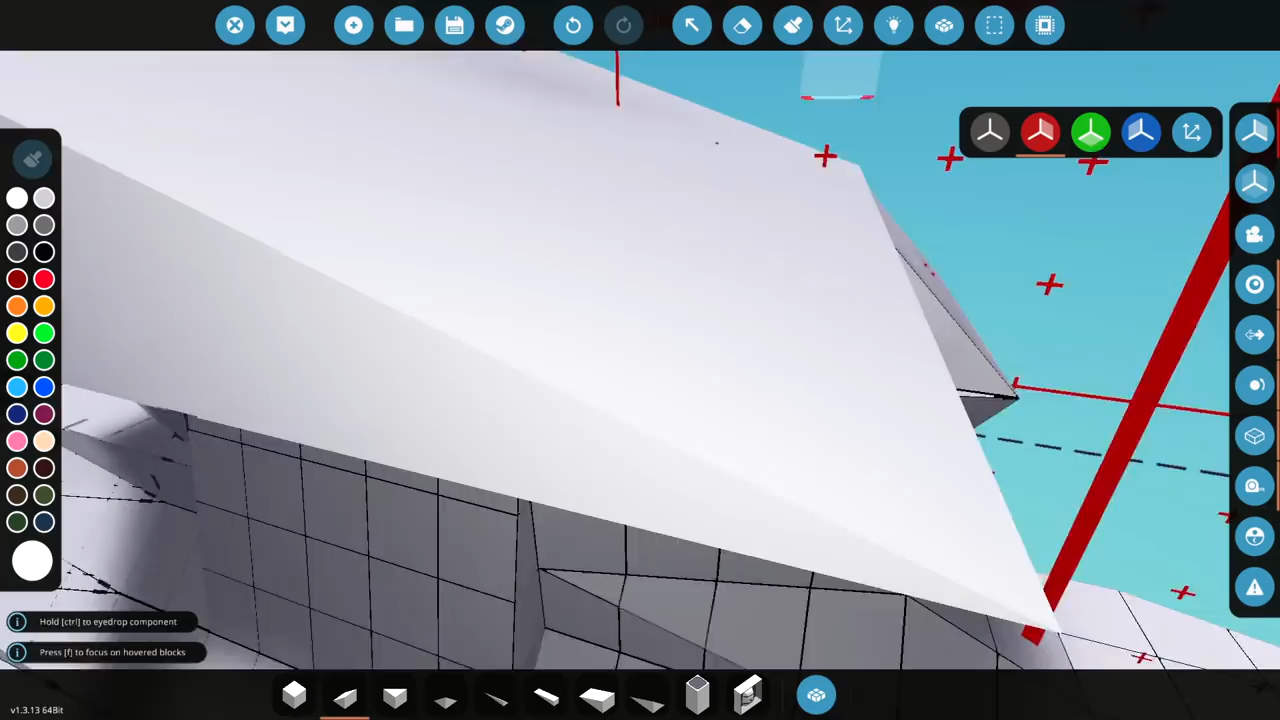 Hold [ctrl] to eyedrop component
Press [f] to focus on hovered blocks
v1.3.13 64Bit